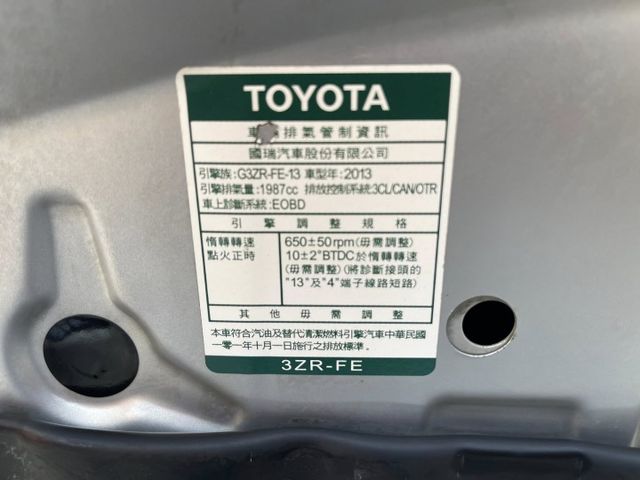 TOYOTA
車 排氣管制資訊
國瑞汽車股份有限公司
引擎族:G3ZR-FE-13 車型年:2013
引擎排氣量:1987cc 排放控制系統:3CL/CAN/OTR
車上診斷系統:EOBD
引擎調整規格
惰轉轉速 650±50rpm(毋需調整)
點火正時 10±2°BTDC於惰轉轉速
(毋需調整)(將診斷接頭的
"13"及"4"端子線路短路)
其他毋需調整
本車符合汽油及替代清潔燃料引擎汽車中華民國
一零一年十月一日施行之排放標準。
3ZR-FE